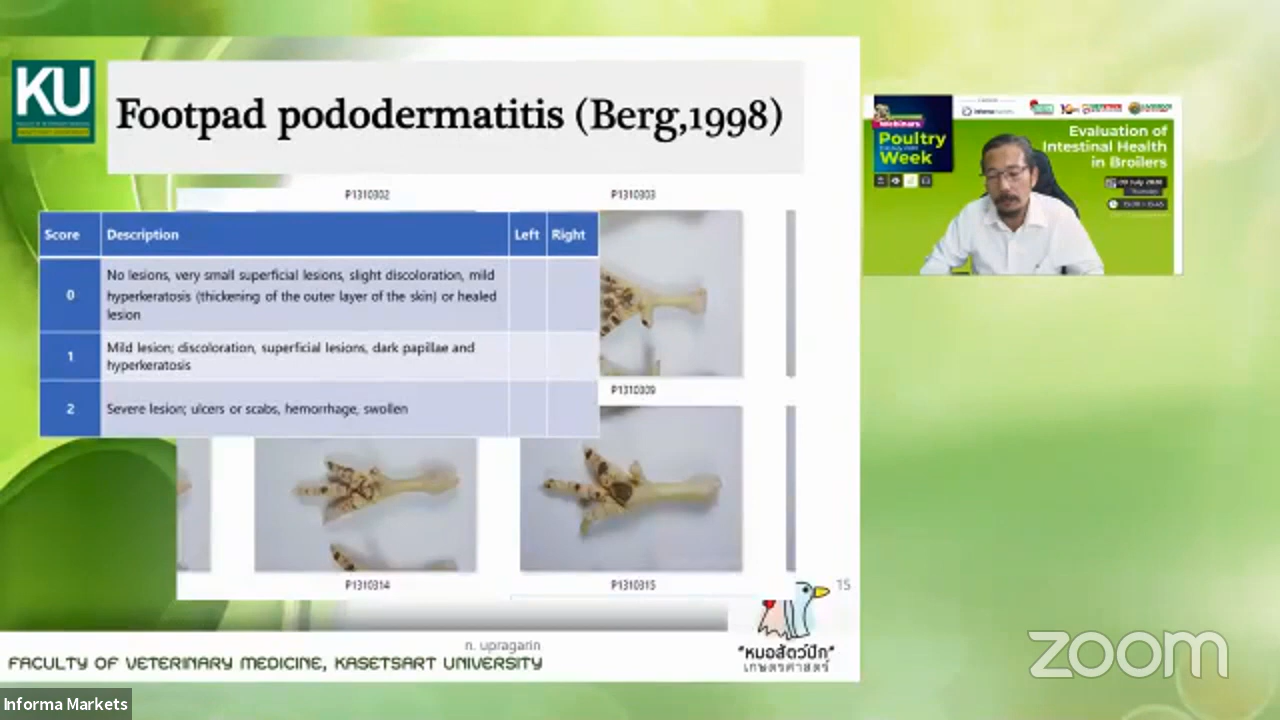 KU
Footpad pododermatitis (Berg,1998)
P1310302
P1310303
Score
Description
Left
Right
0
No lesions, very small superficial lesions, slight discoloration, mild
hyperkeratosis (thickening of the outer layer of the skin) or healed
lesion
1
Mild lesion; discoloration, superficial lesions, dark papillae and
hyperkeratosis
2
Severe lesion; ulcers or scabs, hemorrhage, swollen
P1310309
P1310314
P1310315
15
n. upragarin
"หมอสัตว์ปีก"
เกษตรศาสตร์
FACULTY OF VETERINARY MEDICINE, KASETSART UNIVERSITY
Webinars
Poultry
Week
Evaluation of
Intestinal Health
in Broilers
zoom
Informa Markets